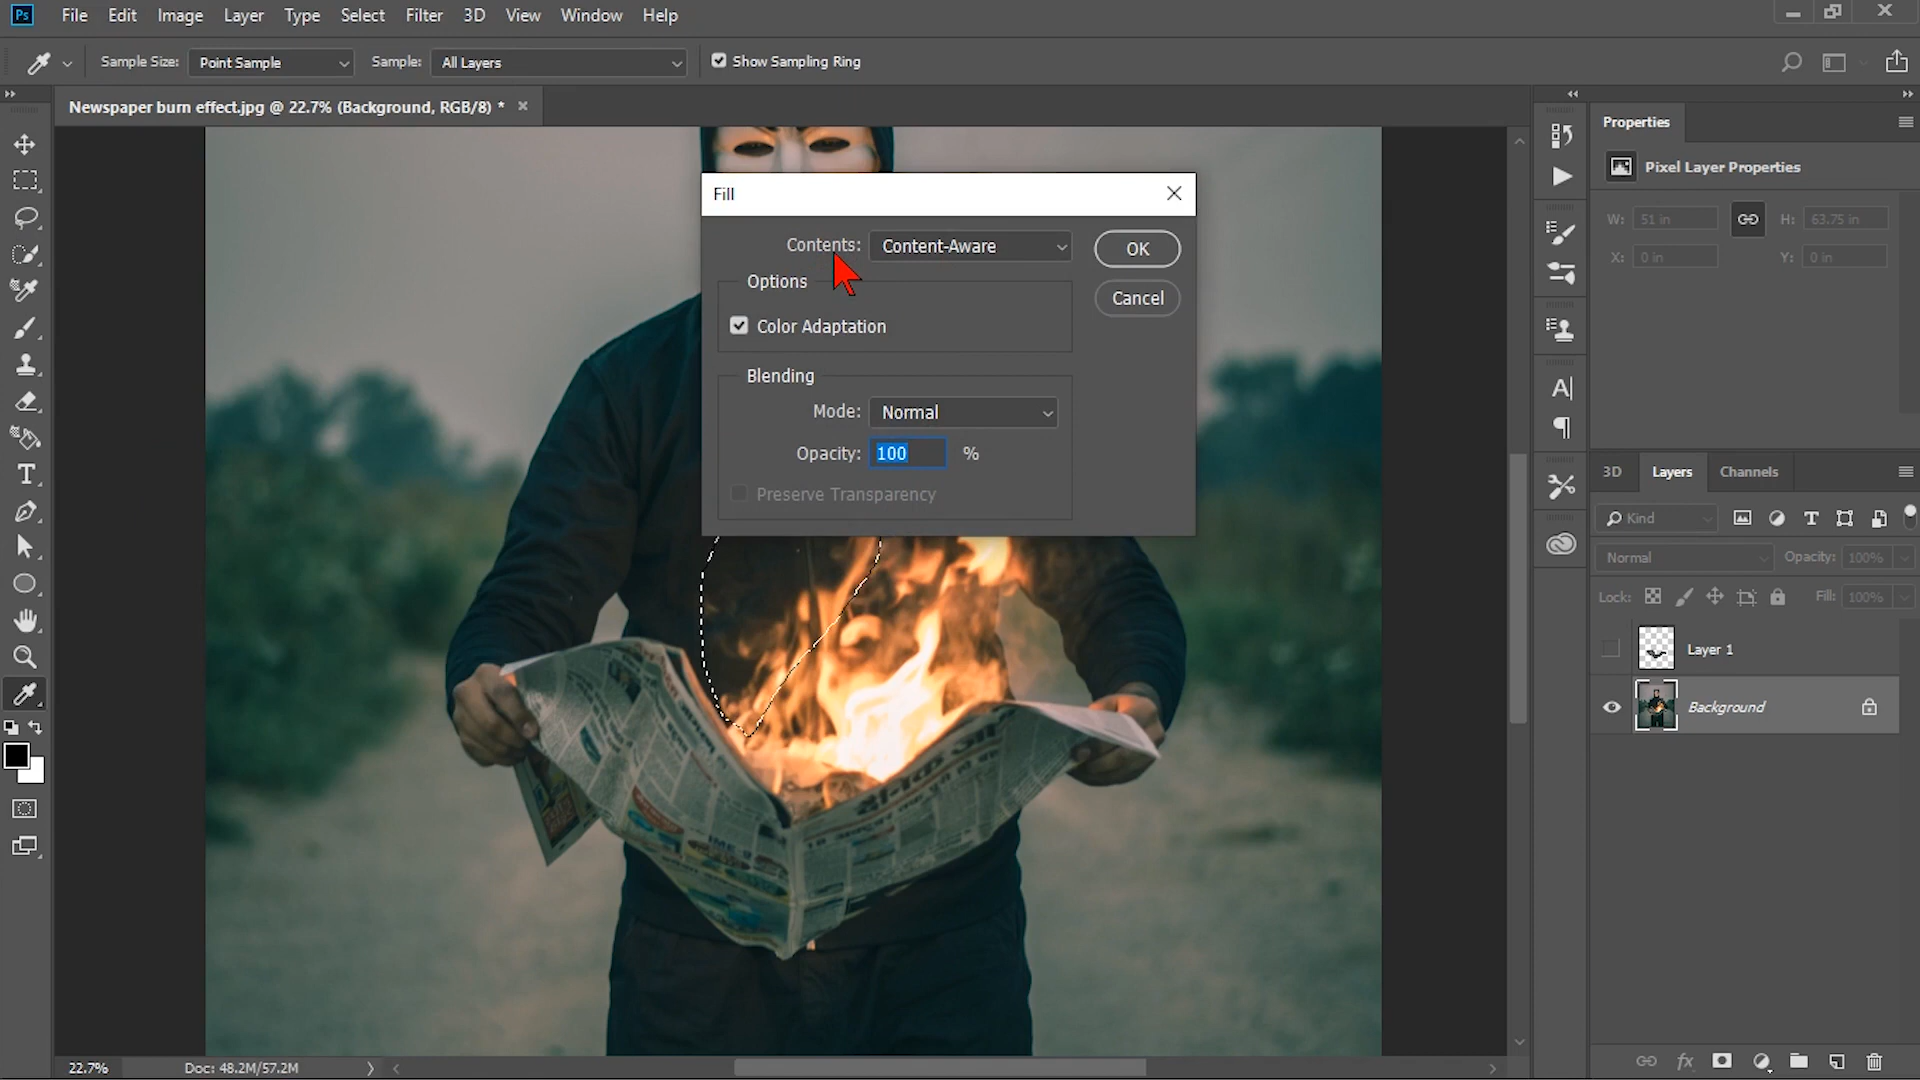 Ps File Edit Image Layer Type Select Filter 3D View Window Help
Sample Size: Point Sample Sample: All Layers Show Sampling Ring
Newspaper burn effect.jpg @ 22.7% (Background, RGB/8) *
Fill
Contents: Content-Aware
OK
Options
Cancel
Color Adaptation
Blending
Mode: Normal
Opacity: 100 %
Preserve Transparency
Properties
Pixel Layer Properties
W: 51 in H: 63.75 in
X: 0 in Y: 0 in
3D Layers Channels
Kind
Normal Opacity: 100%
Lock: Fill: 100%
Layer 1
Background
22.7% Doc: 48.2M/57.2M